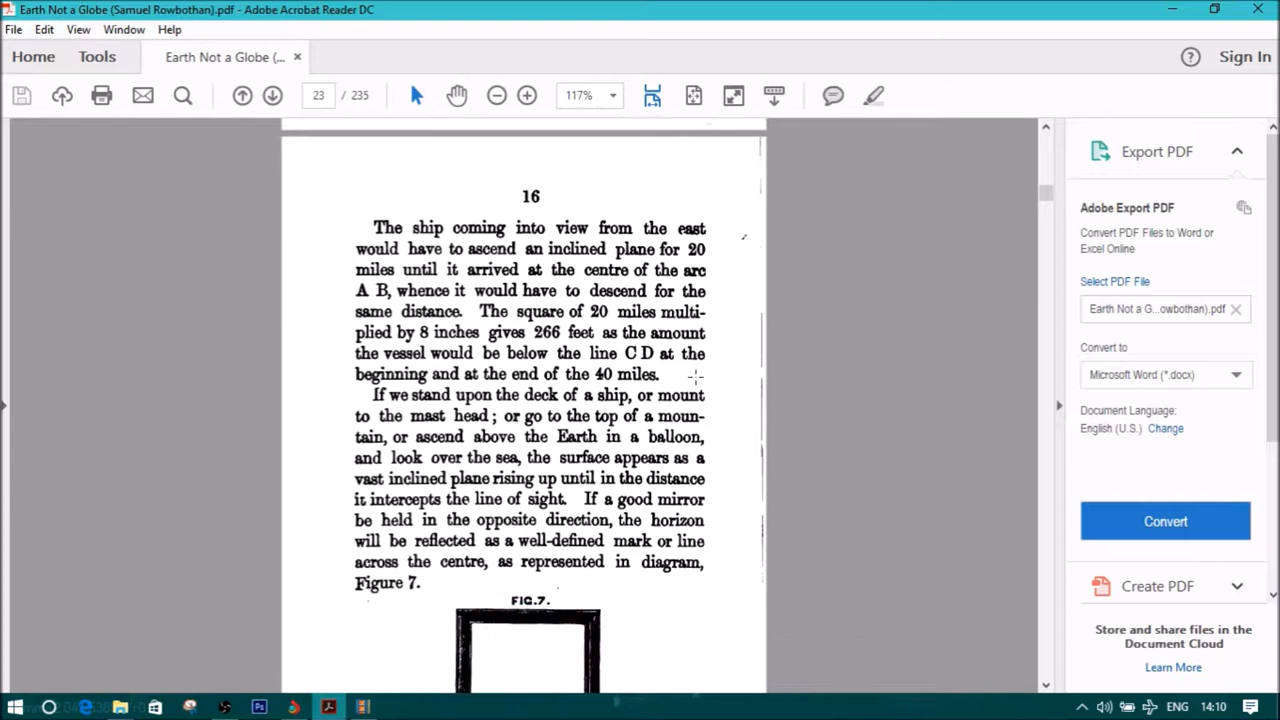 Earth Not a Globe (Samuel Rowbothan).pdf - Adobe Acrobat Reader DC
File Edit View Window Help
Home Tools Earth Not a Globe (... × Sign In
23 / 235 117%
16
The ship coming into view from the east
would have to ascend an inclined plane for 20
miles until it arrived at the centre of the arc
A B, whence it would have to descend for the
same distance. The square of 20 miles multi-
plied by 8 inches gives 266 feet as the amount
the vessel would be below the line C D at the
beginning and at the end of the 40 miles.
If we stand upon the deck of a ship, or mount
to the mast head; or go to the top of a moun-
tain, or ascend above the Earth in a balloon,
and look over the sea, the surface appears as a
vast inclined plane rising up until in the distance
it intercepts the line of sight. If a good mirror
be held in the opposite direction, the horizon
will be reflected as a well-defined mark or line
across the centre, as represented in diagram,
Figure 7.
FIG.7.
Export PDF
Adobe Export PDF
Convert PDF Files to Word or
Excel Online
Select PDF File
Earth Not a G...owbothan).pdf
Convert to
Microsoft Word (*.docx)
Document Language:
English (U.S.) Change
Convert
Create PDF
Store and share files in the
Document Cloud
Learn More
ENG 14:10